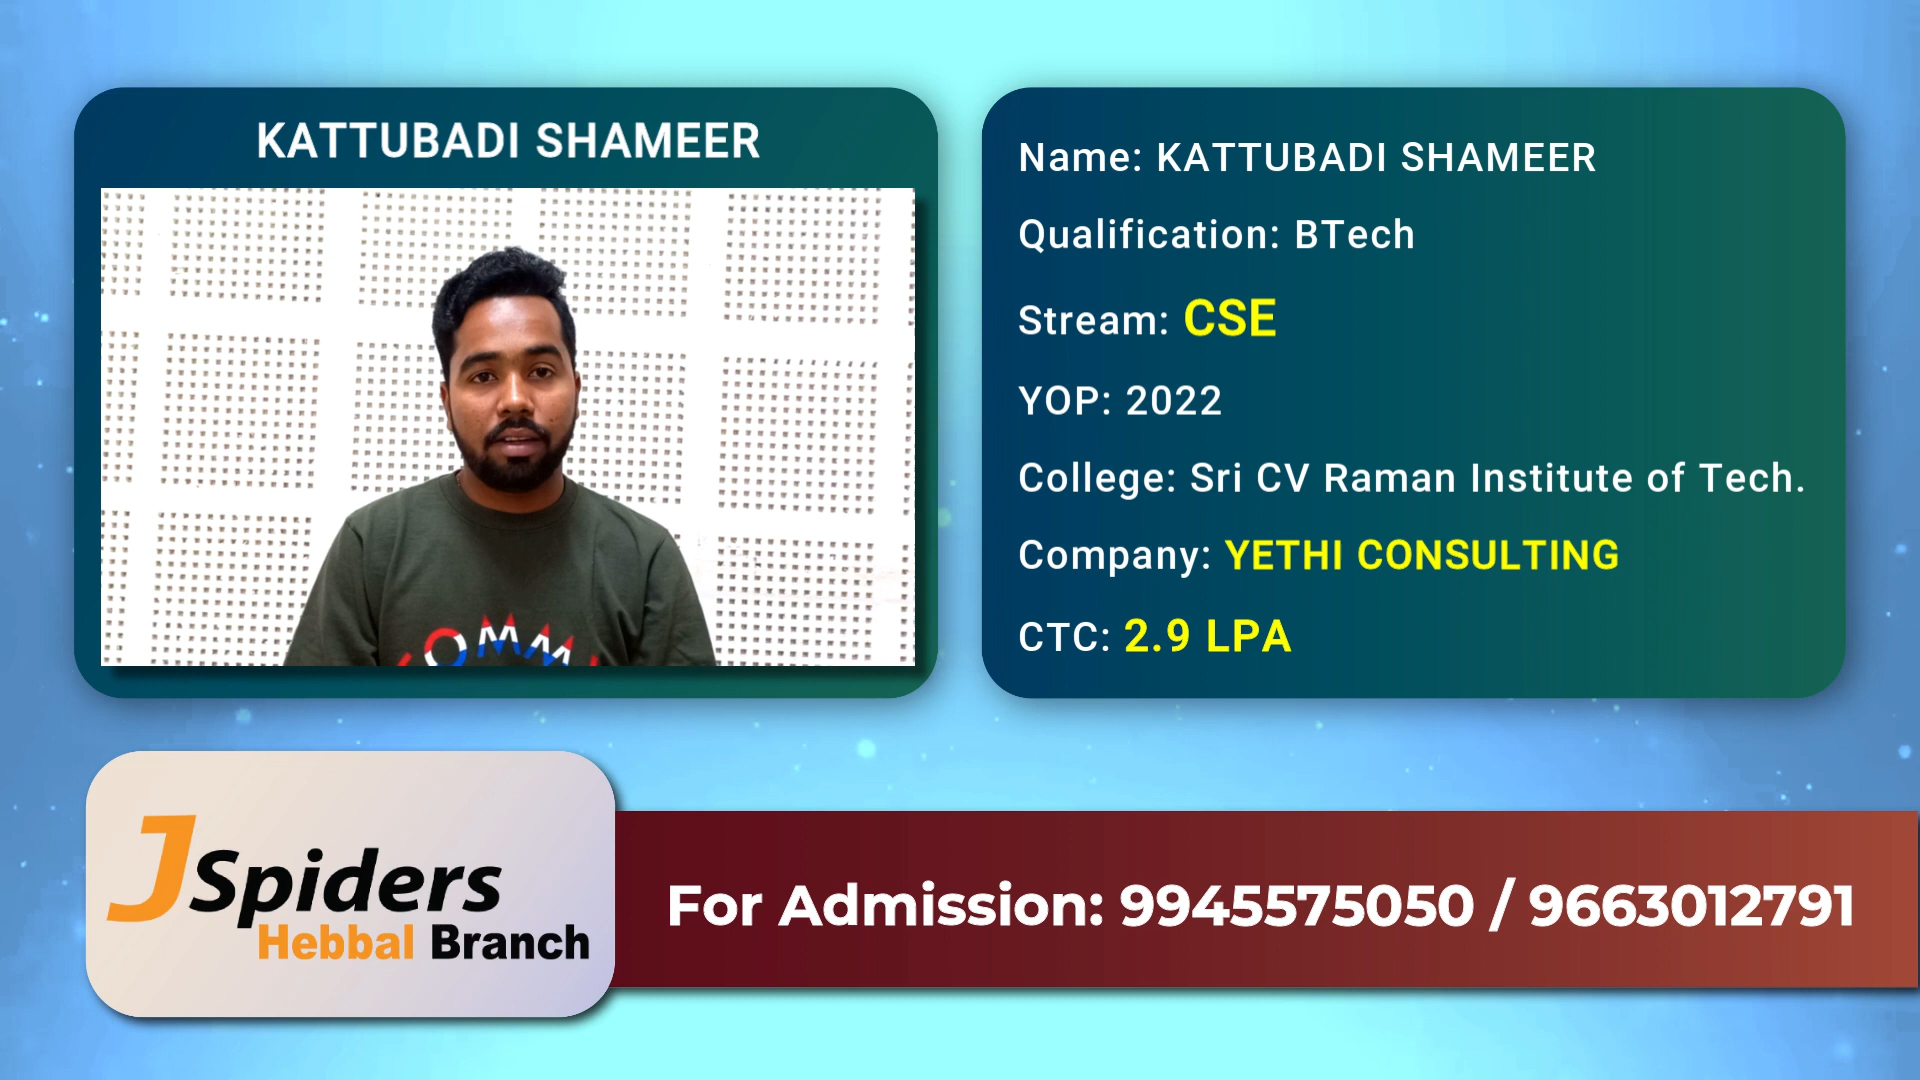 KATTUBADI SHAMEER
OMM
Name: KATTUBADI SHAMEER
Qualification: BTech
Stream: CSE
YOP: 2022
College: Sri CV Raman Institute of Tech.
Company: YETHI CONSULTING
CTC: 2.9 LPA
JSpiders
Hebbal Branch
For Admission: 9945575050 / 9663012791